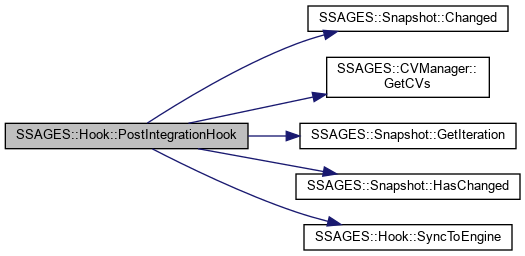 SSAGES::Snapshot::Changed
SSAGES::CVManager::
GetCVs
SSAGES::Hook::PostIntegrationHook
SSAGES::Snapshot::GetIteration
SSAGES::Snapshot::HasChanged
SSAGES::Hook::SyncToEngine